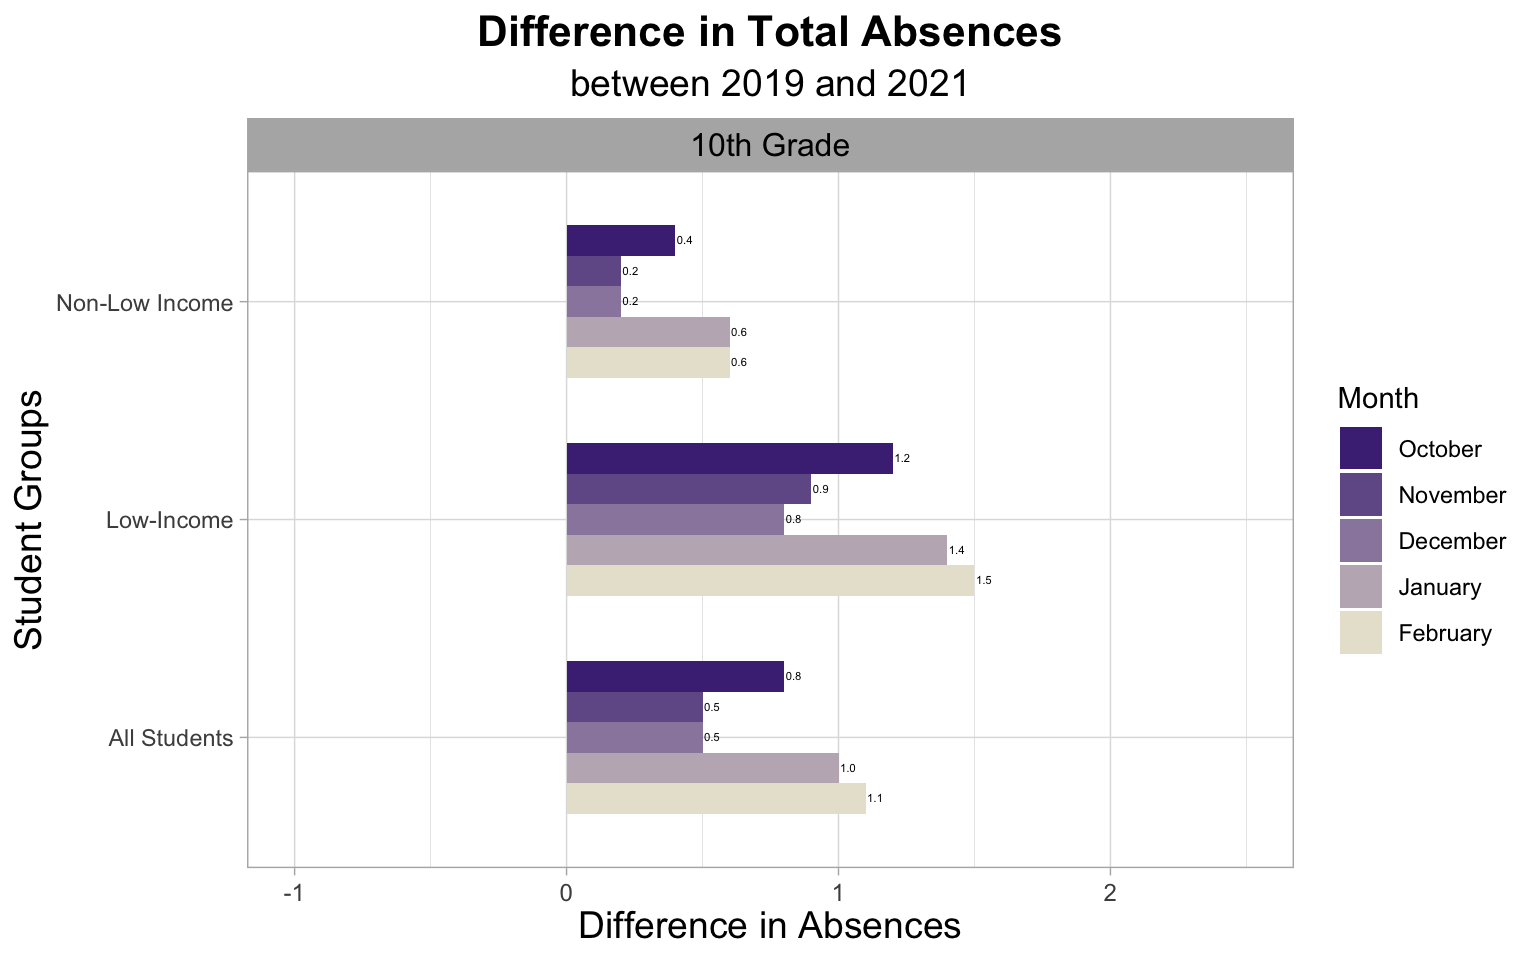 Difference in Total Absences
between 2019 and 2021
10th Grade
Student Groups
Non-Low Income
0.4
0.2
0.2
0.6
0.6
Low-Income
1.2
0.9
0.8
1.4
1.5
All Students
0.8
0.5
0.5
1.0
1.1
-1 0 1 2
Difference in Absences
Month
October
November
December
January
February